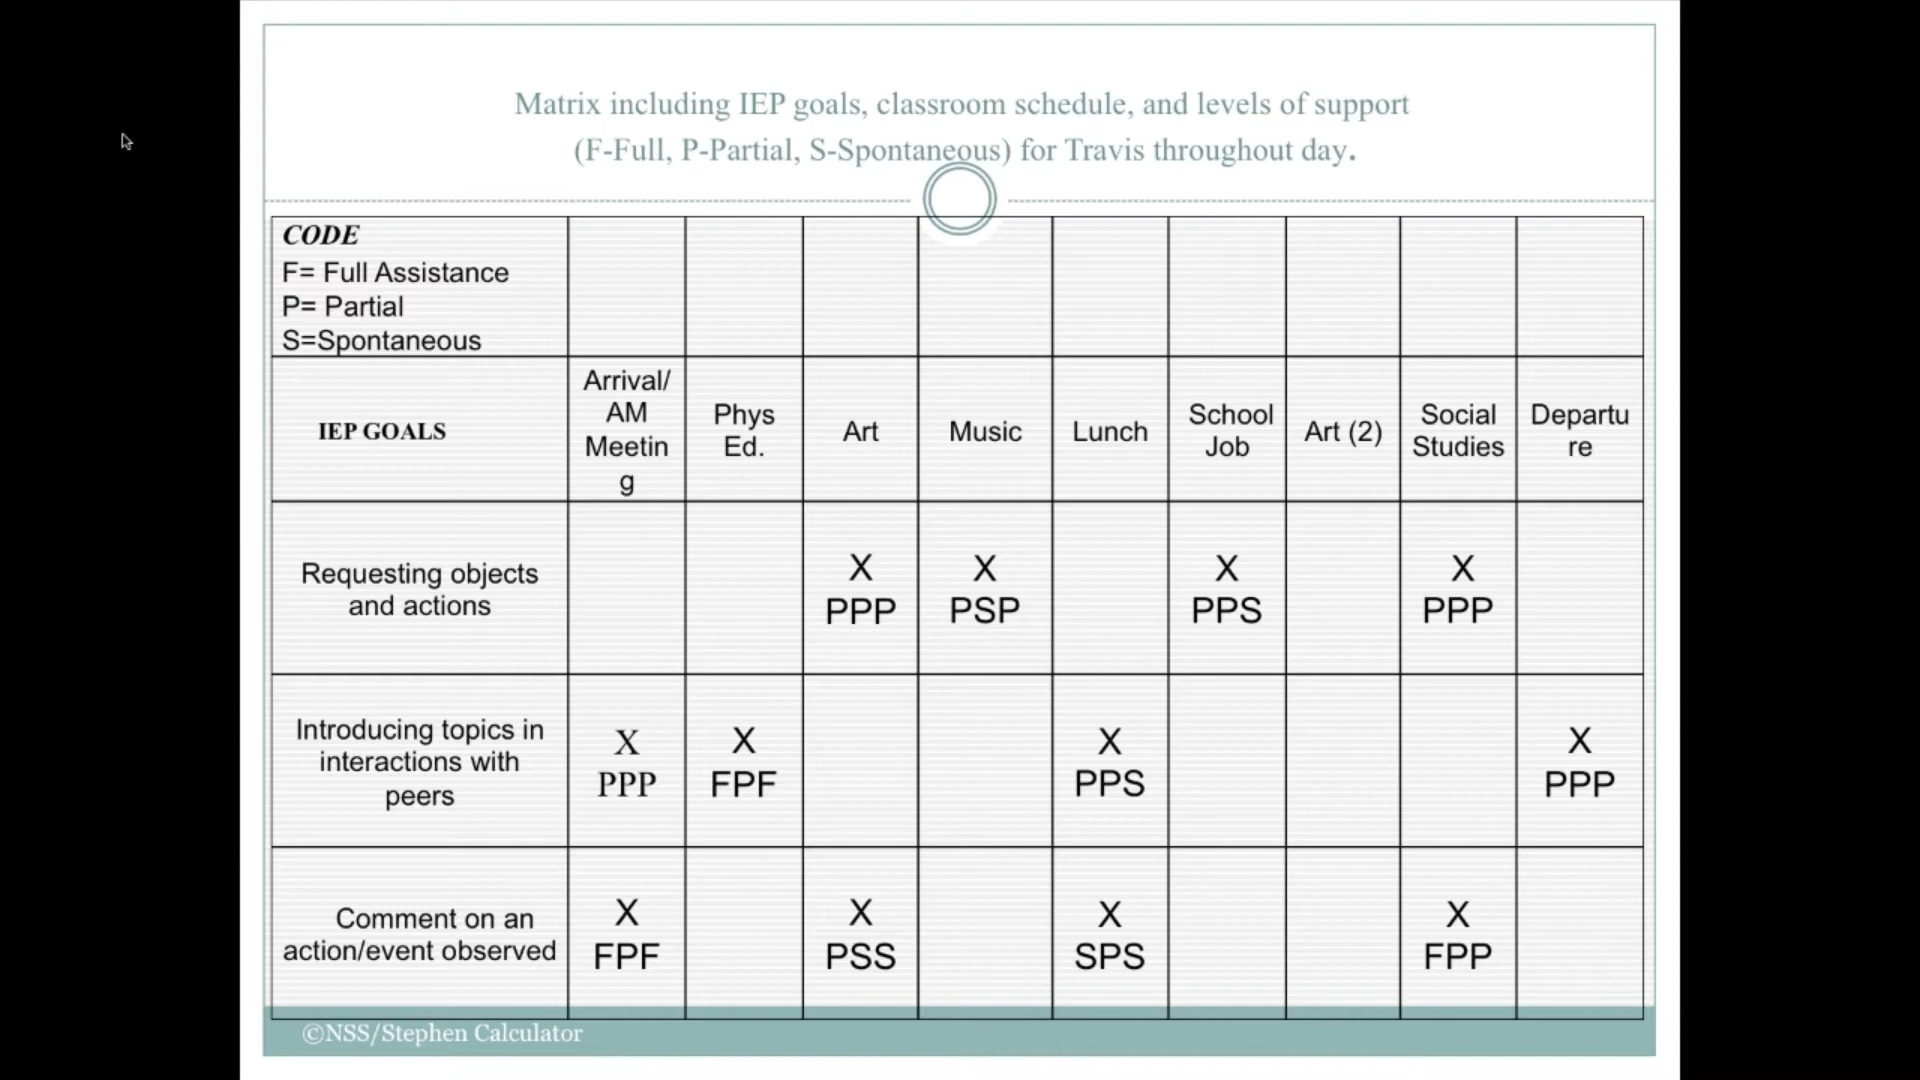 Matrix including IEP goals, classroom schedule, and levels of support
(F-Full, P-Partial, S-Spontaneous) for Travis throughout day.
CODE
F= Full Assistance
P= Partial
S=Spontaneous
IEP GOALS
Arrival/
AM
Meetin
g
Phys
Ed.
Art
Music
Lunch
School
Job
Art (2)
Social
Studies
Departu
re
Requesting objects
and actions
X
PPP
X
PSP
X
PPS
X
PPP
Introducing topics in
interactions with
peers
X
PPP
X
FPF
X
PPS
X
PPP
Comment on an
action/event observed
X
FPF
X
PSS
X
SPS
X
FPP
©NSS/Stephen Calculator